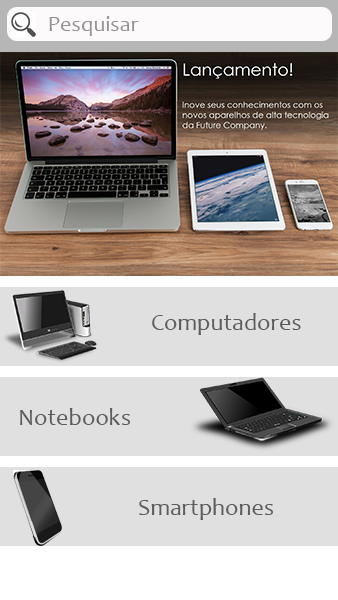 Pesquisar
Lançamento!
Inove seus conhecimentos com os
novos aparelhos de alta tecnologia
da Future Company.
Computadores
Notebooks
Smartphones